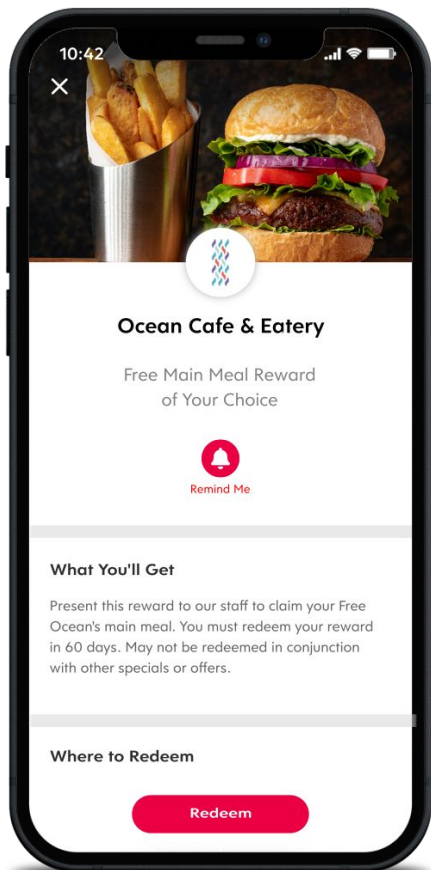 10:42
Ocean Cafe & Eatery
Free Main Meal Reward
of Your Choice
Remind Me
What You'll Get
Present this reward to our staff to claim your Free
Ocean's main meal. You must redeem your reward
in 60 days. May not be redeemed in conjunction
with other specials or offers.
Where to Redeem
Redeem